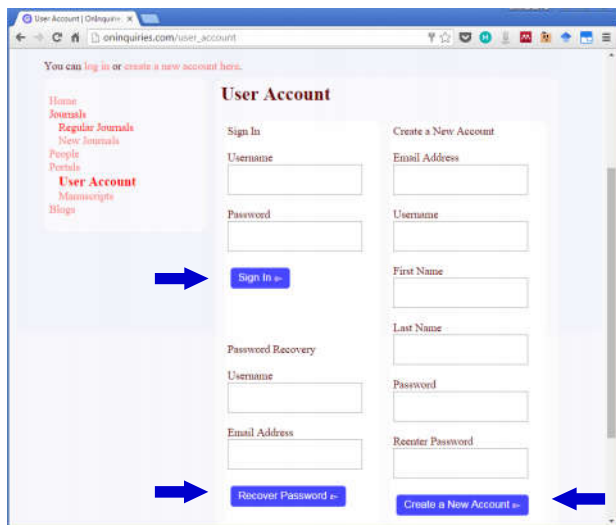 User Account | OnInquiri
oninquiries.com/user_account
You can log in or create a new account here.
Home
Journals
Regular Journals
New Journals
People
Portals
User Account
Manuscripts
Blogs
User Account
Sign In
Username
Password
Sign In
Password Recovery
Username
Email Address
Recover Password
Create a New Account
Email Address
Username
First Name
Last Name
Password
Reenter Password
Create a New Account